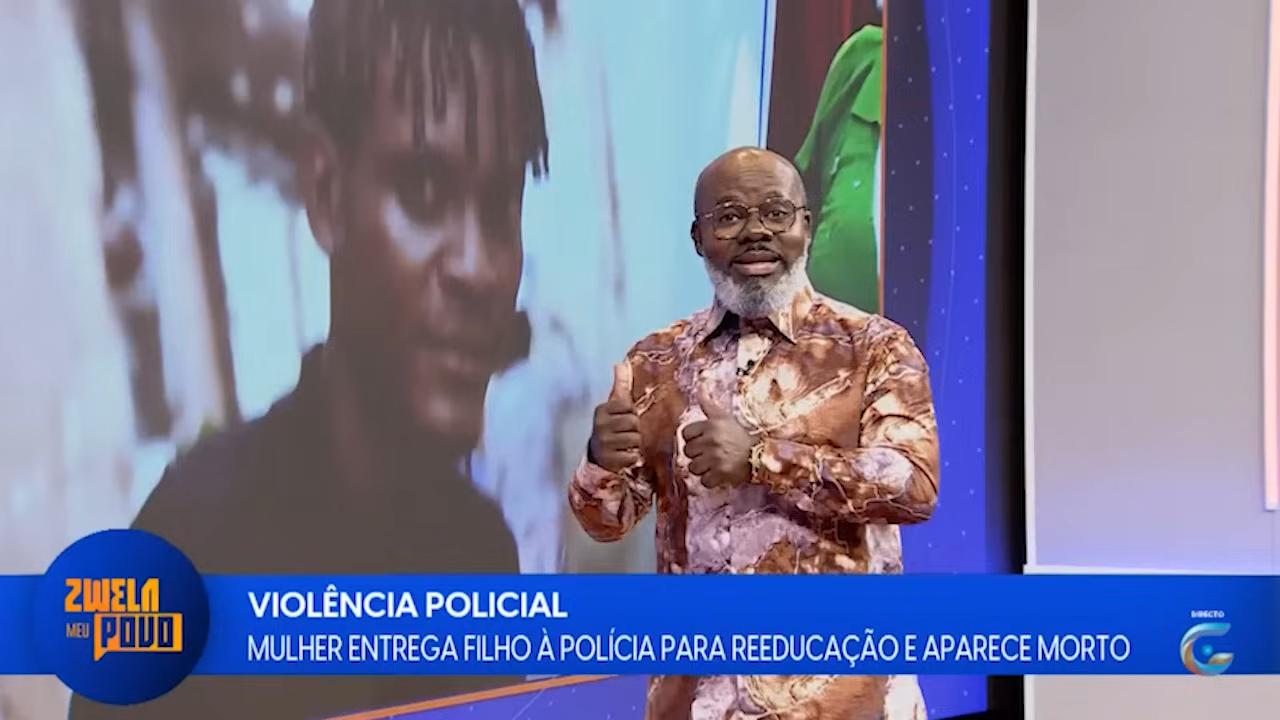 VIOLÊNCIA POLICIAL
MULHER ENTREGA FILHO À POLÍCIA PARA REEDUCAÇÃO E APARECE MORTO
ZWELA
MEU POVO
DIRECTO